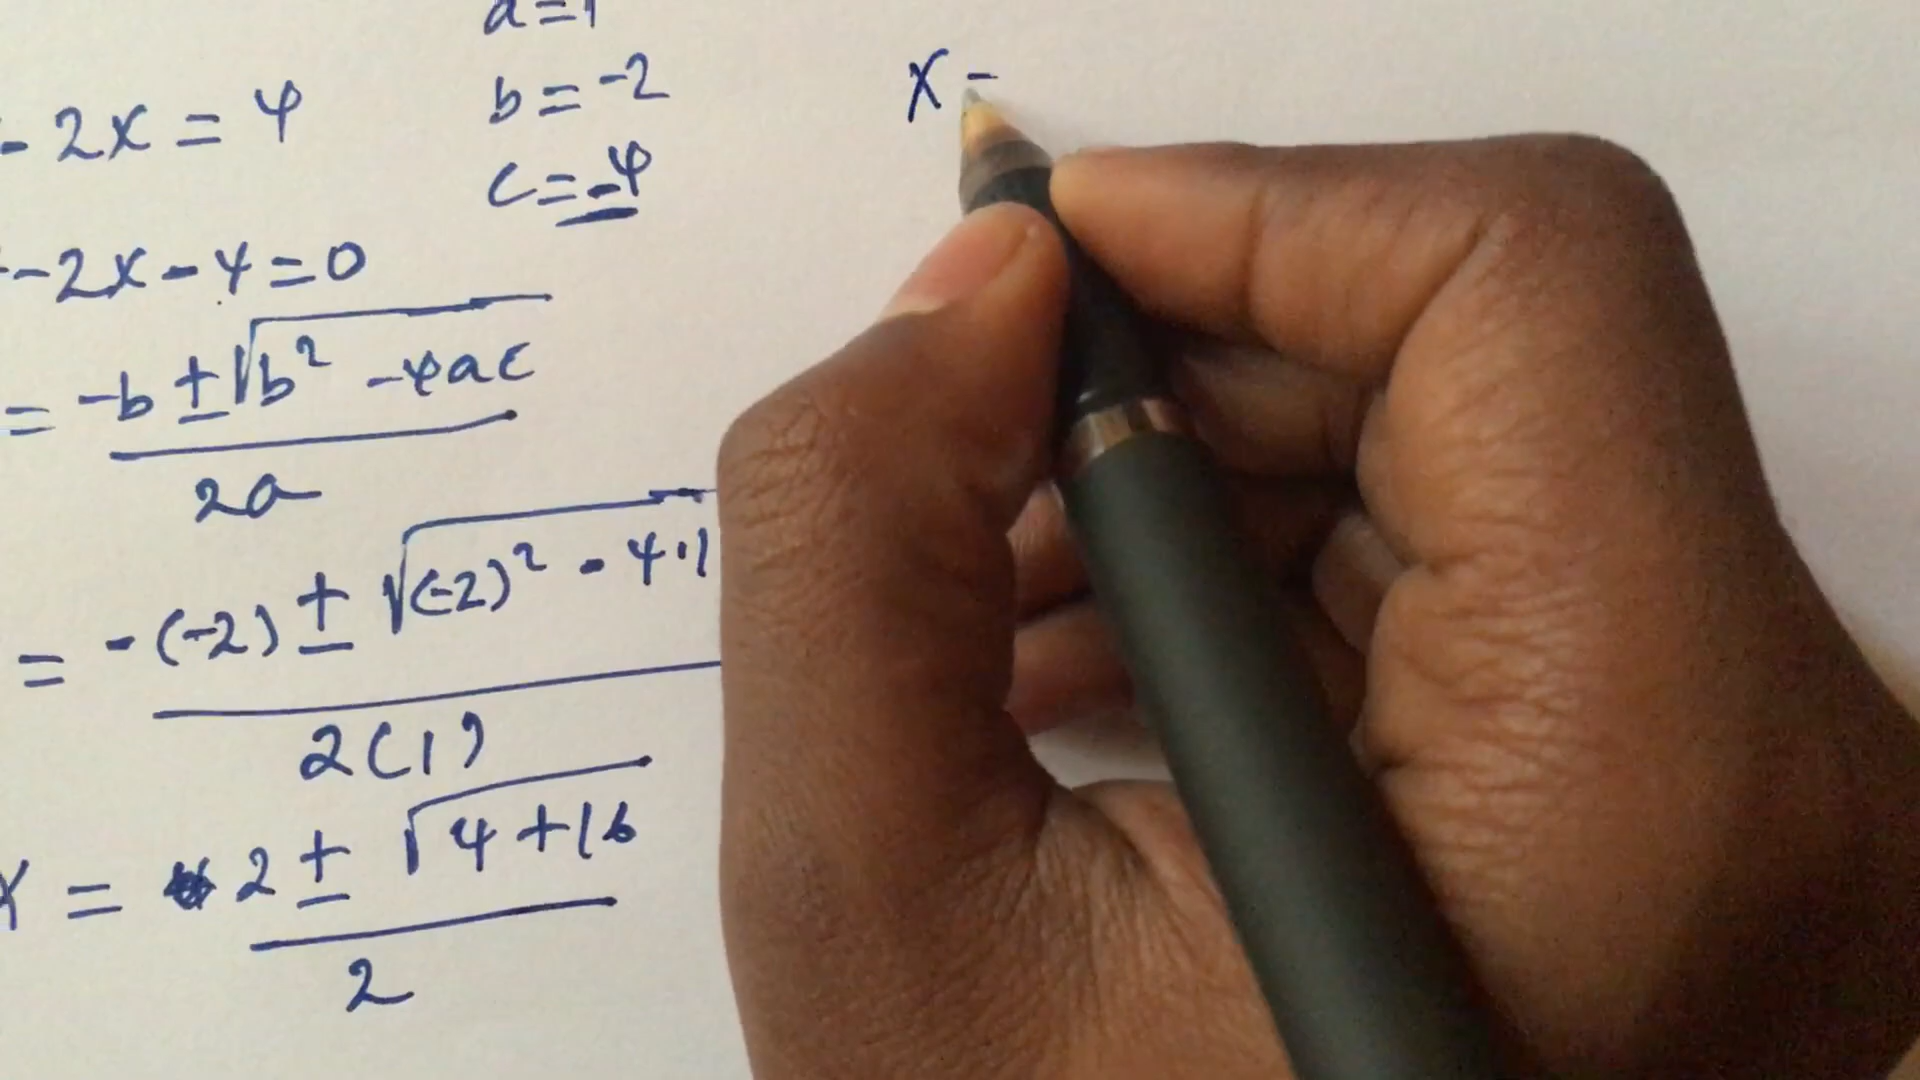 a=1
- 2x = 4
b = -2
c = -4
- 2x - 4 = 0
= -b ± √b² - 4ac
2a
= -(-2) ± √(-2)² - 4·1
2(1)
x = 2 ± √4 + 16
2
x =